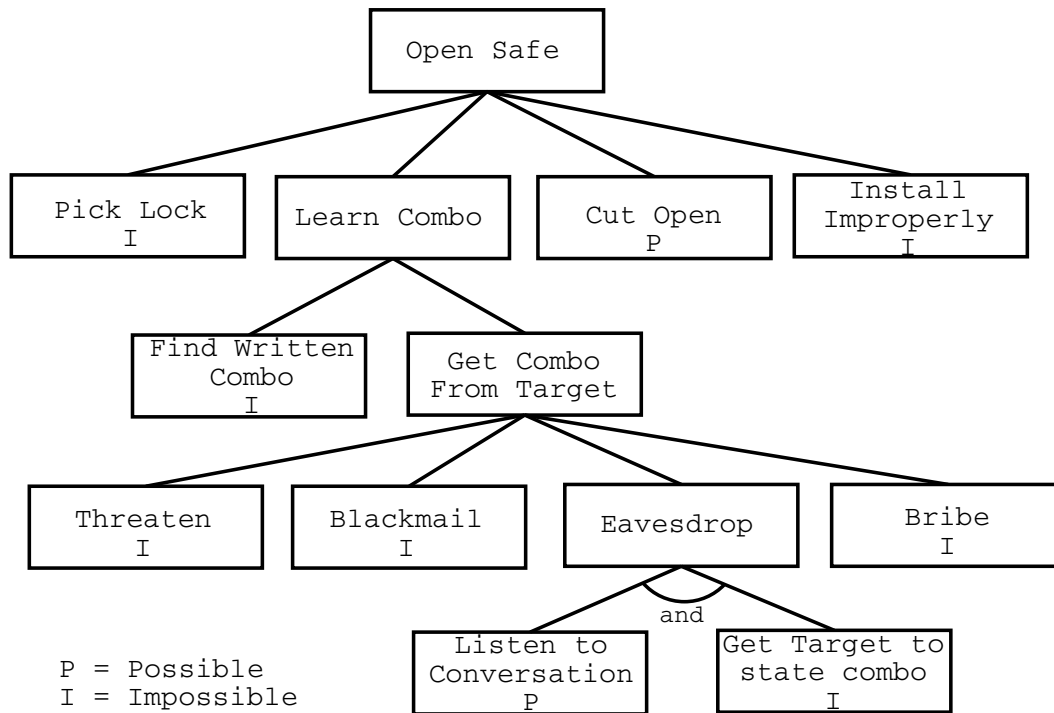 Open Safe
Pick Lock
I
Learn Combo
Cut Open
P
Install
Improperly
I
Find Written
Combo
I
Get Combo
From Target
Threaten
I
Blackmail
I
Eavesdrop
Bribe
I
and
Listen to
Conversation
P
Get Target to
state combo
I
P = Possible
I = Impossible